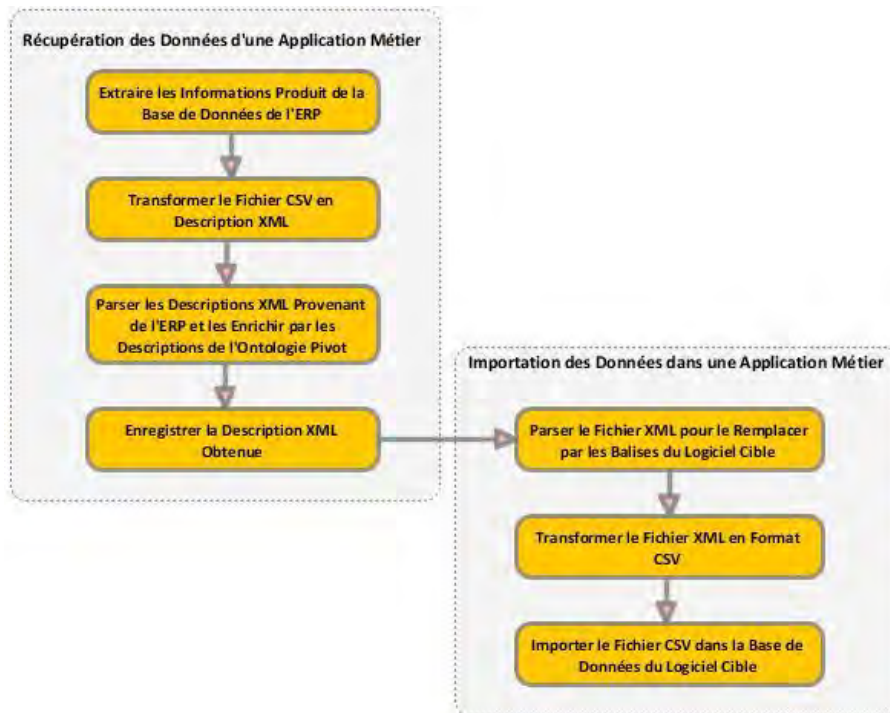 Récupération des Données d'une Application Métier
Extraire les Informations Produit de la
Base de Données de l'ERP
Transformer le Fichier CSV en
Description XML
Parser les Descriptions XML Provenant
de l'ERP et les Enrichir par les
Descriptions de l'Ontologie Pivot
Enregistrer la Description XML
Obtenue
Importation des Données dans une Application Métier
Parser le Fichier XML pour le Remplacer
par les Balises du Logiciel Cible
Transformer le Fichier XML en Format
CSV
Importer le Fichier CSV dans la Base de
Données du Logiciel Cible